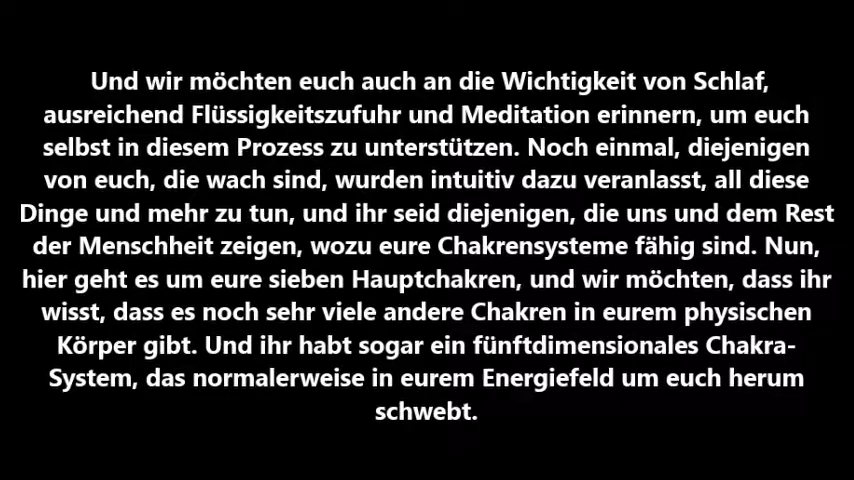 Und wir möchten euch auch an die Wichtigkeit von Schlaf,
ausreichend Flüssigkeitszufuhr und Meditation erinnern, um euch
selbst in diesem Prozess zu unterstützen. Noch einmal, diejenigen
von euch, die wach sind, wurden intuitiv dazu veranlasst, all diese
Dinge und mehr zu tun, und ihr seid diejenigen, die uns und dem Rest
der Menschheit zeigen, wozu eure Chakrensysteme fähig sind. Nun,
hier geht es um eure sieben Hauptchakren, und wir möchten, dass ihr
wisst, dass es noch sehr viele andere Chakren in eurem physischen
Körper gibt. Und ihr habt sogar ein fünftdimensionales Chakra-
System, das normalerweise in eurem Energiefeld um euch herum
schwebt.